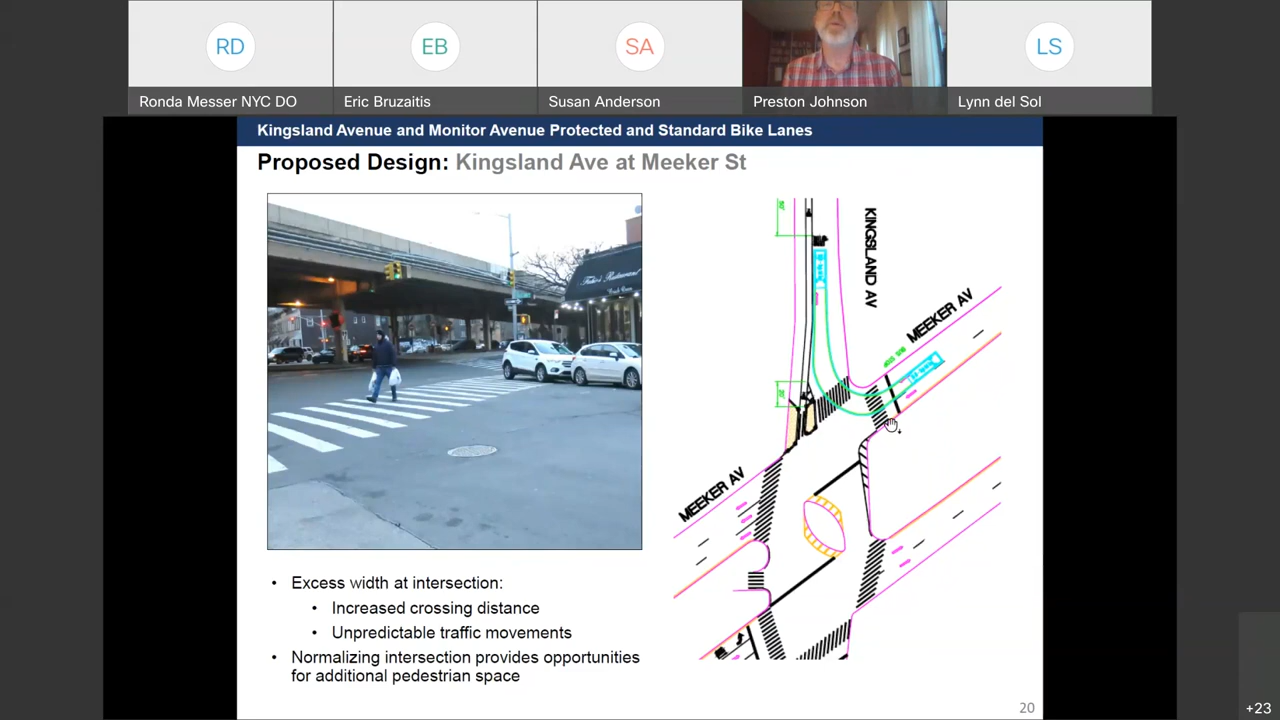 RD
EB
SA
LS
Ronda Messer NYC DO
Eric Bruzaitis
Susan Anderson
Preston Johnson
Lynn del Sol
Kingsland Avenue and Monitor Avenue Protected and Standard Bike Lanes
Proposed Design: Kingsland Ave at Meeker St
KINGSLAND AV
MEEKER AV
MEEKER AV
• Excess width at intersection:
• Increased crossing distance
• Unpredictable traffic movements
• Normalizing intersection provides opportunities
for additional pedestrian space
20
+23